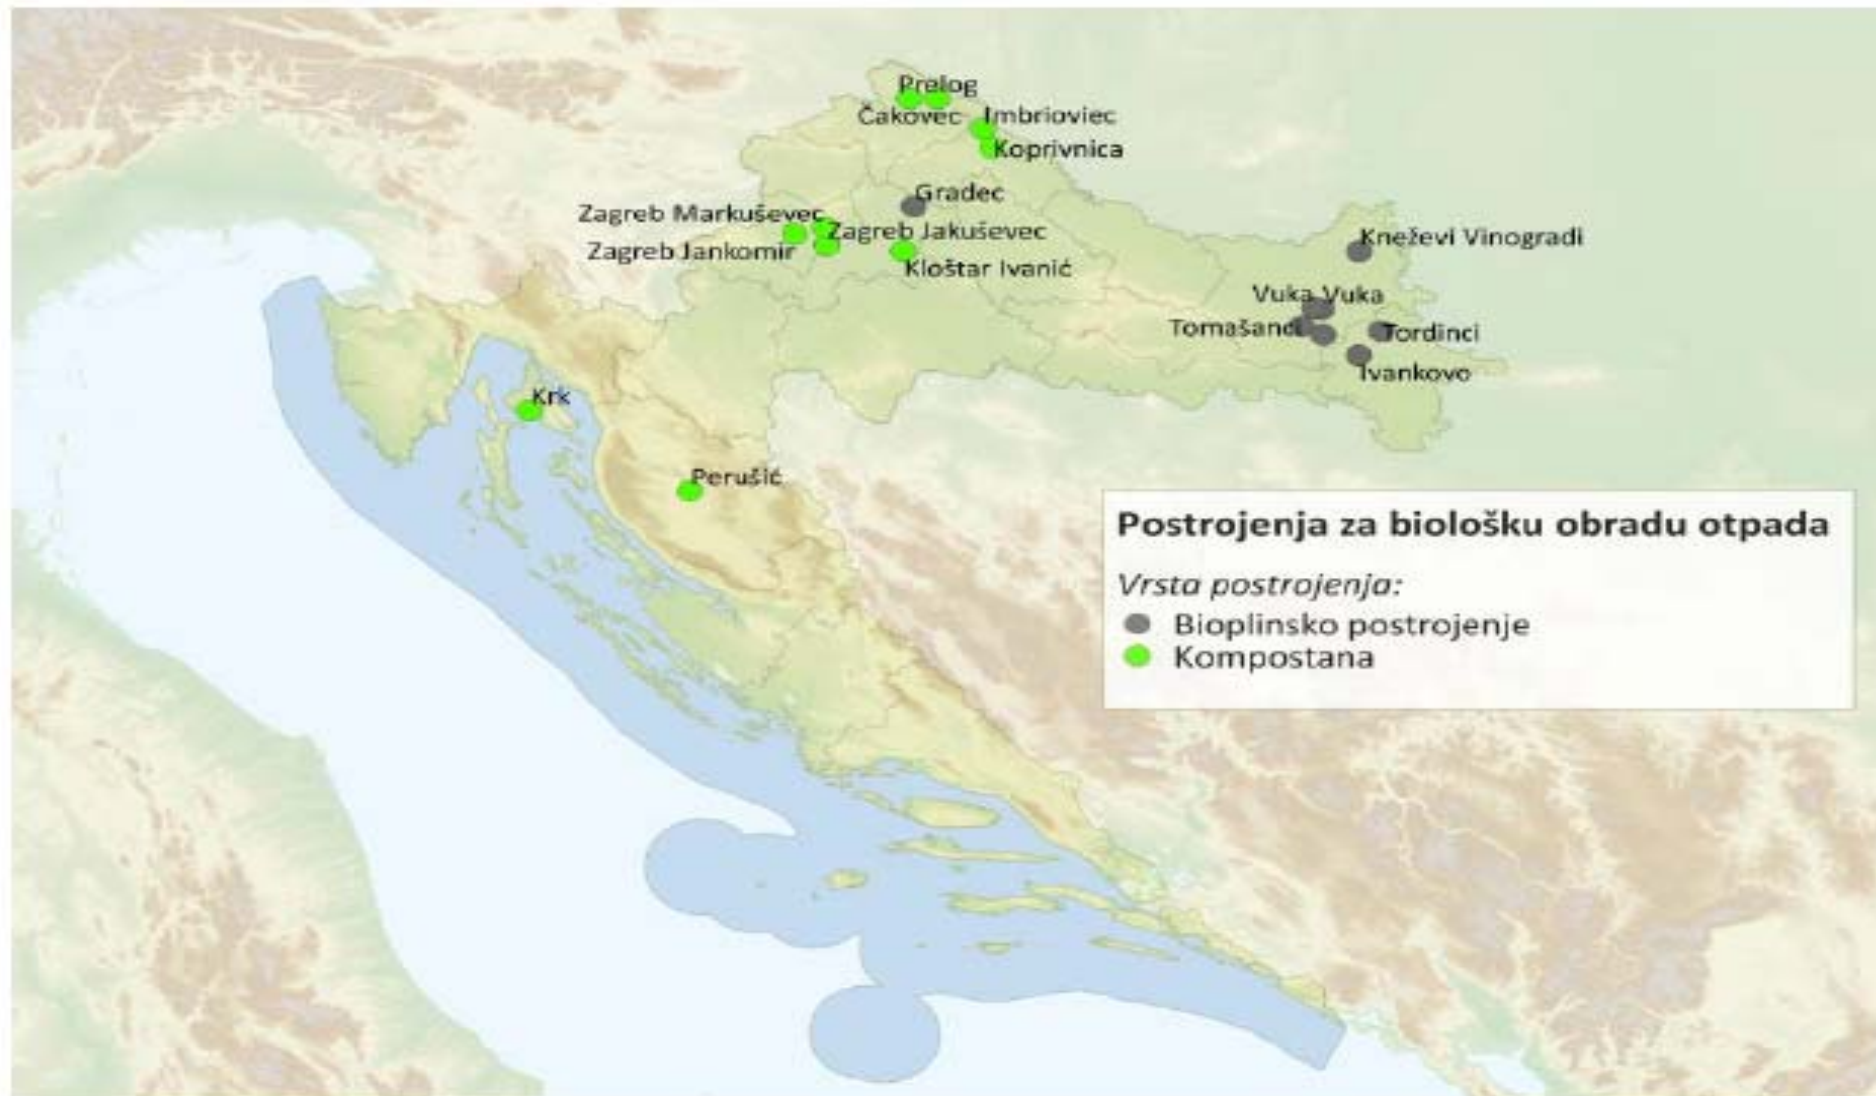 Prelog
Čakovec
Imbrioviec
Koprivnica
Gradec
Zagreb Markuševec
Zagreb Jakuševec
Zagreb Jankomir
Kloštar Ivanić
Kneževi Vinogradi
Vuka Vuka
Tomašanci
Tordinci
Ivankovo
Krk
Perušić
Postrojenja za biološku obradu otpada
Vrsta postrojenja:
Bioplinsko postrojenje
Kompostana